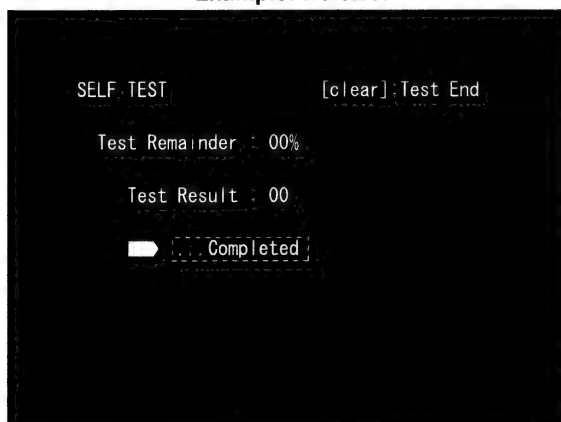 SELF TEST [clear]:Test End
Test Remainder : 00%
Test Result : 00
...Completed